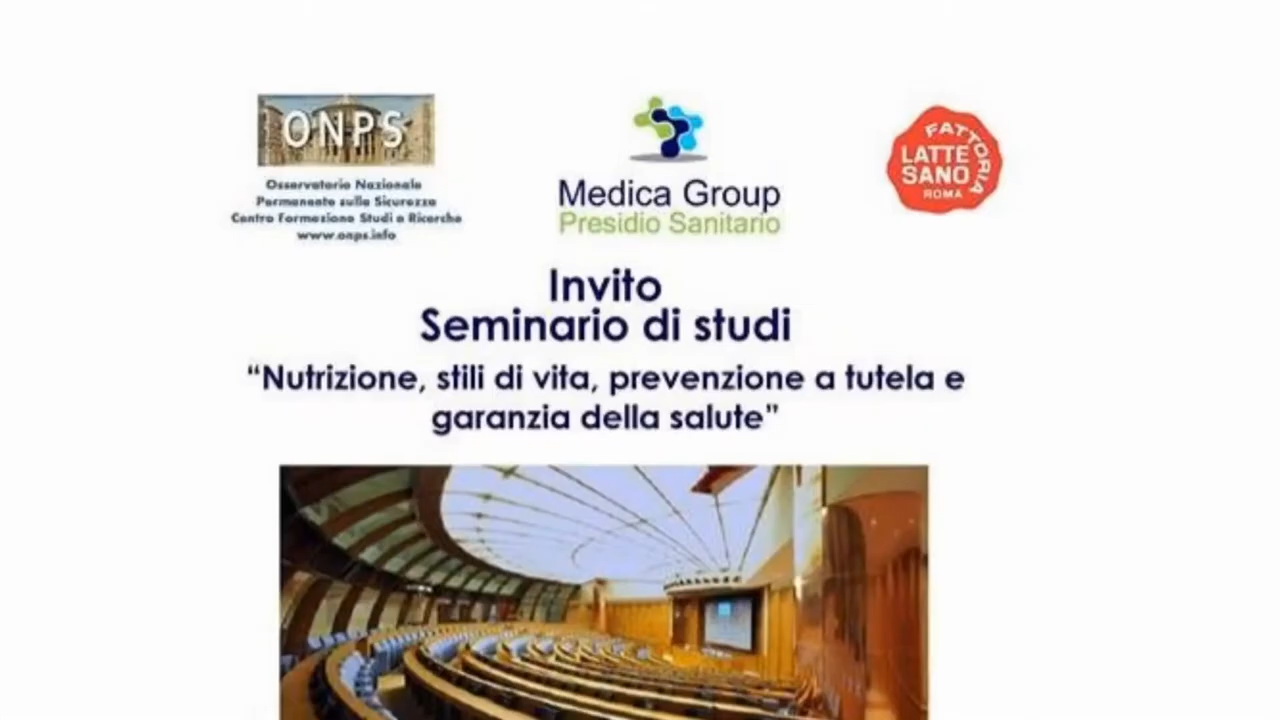 ONPS
Osservatorio Nazionale
Permanente sulla Sicurezza
Centro Formazione Studi e Ricerche
www.onps.info
Medica Group
Presidio Sanitario
FATTORIA
LATTE
SANO
ROMA
Invito
Seminario di studi
“Nutrizione, stili di vita, prevenzione a tutela e
garanzia della salute”